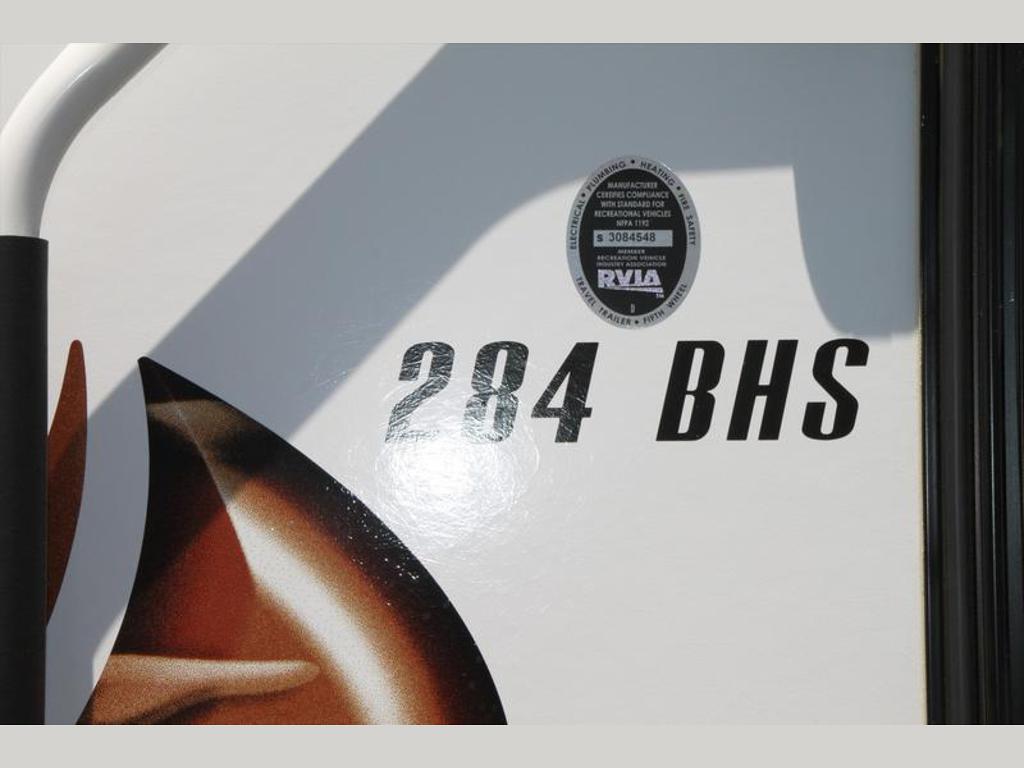 ELECTRICAL • PLUMBING • HEATING • FIRE SAFETY
MANUFACTURER
CERTIFIES COMPLIANCE
WITH STANDARD FOR
RECREATIONAL VEHICLES
NFPA 1192
S 3084548
MEMBER
RECREATION VEHICLE
INDUSTRY ASSOCIATION
RVIA
TM
D
TRAVEL TRAILER • FIFTH WHEEL
284 BHS